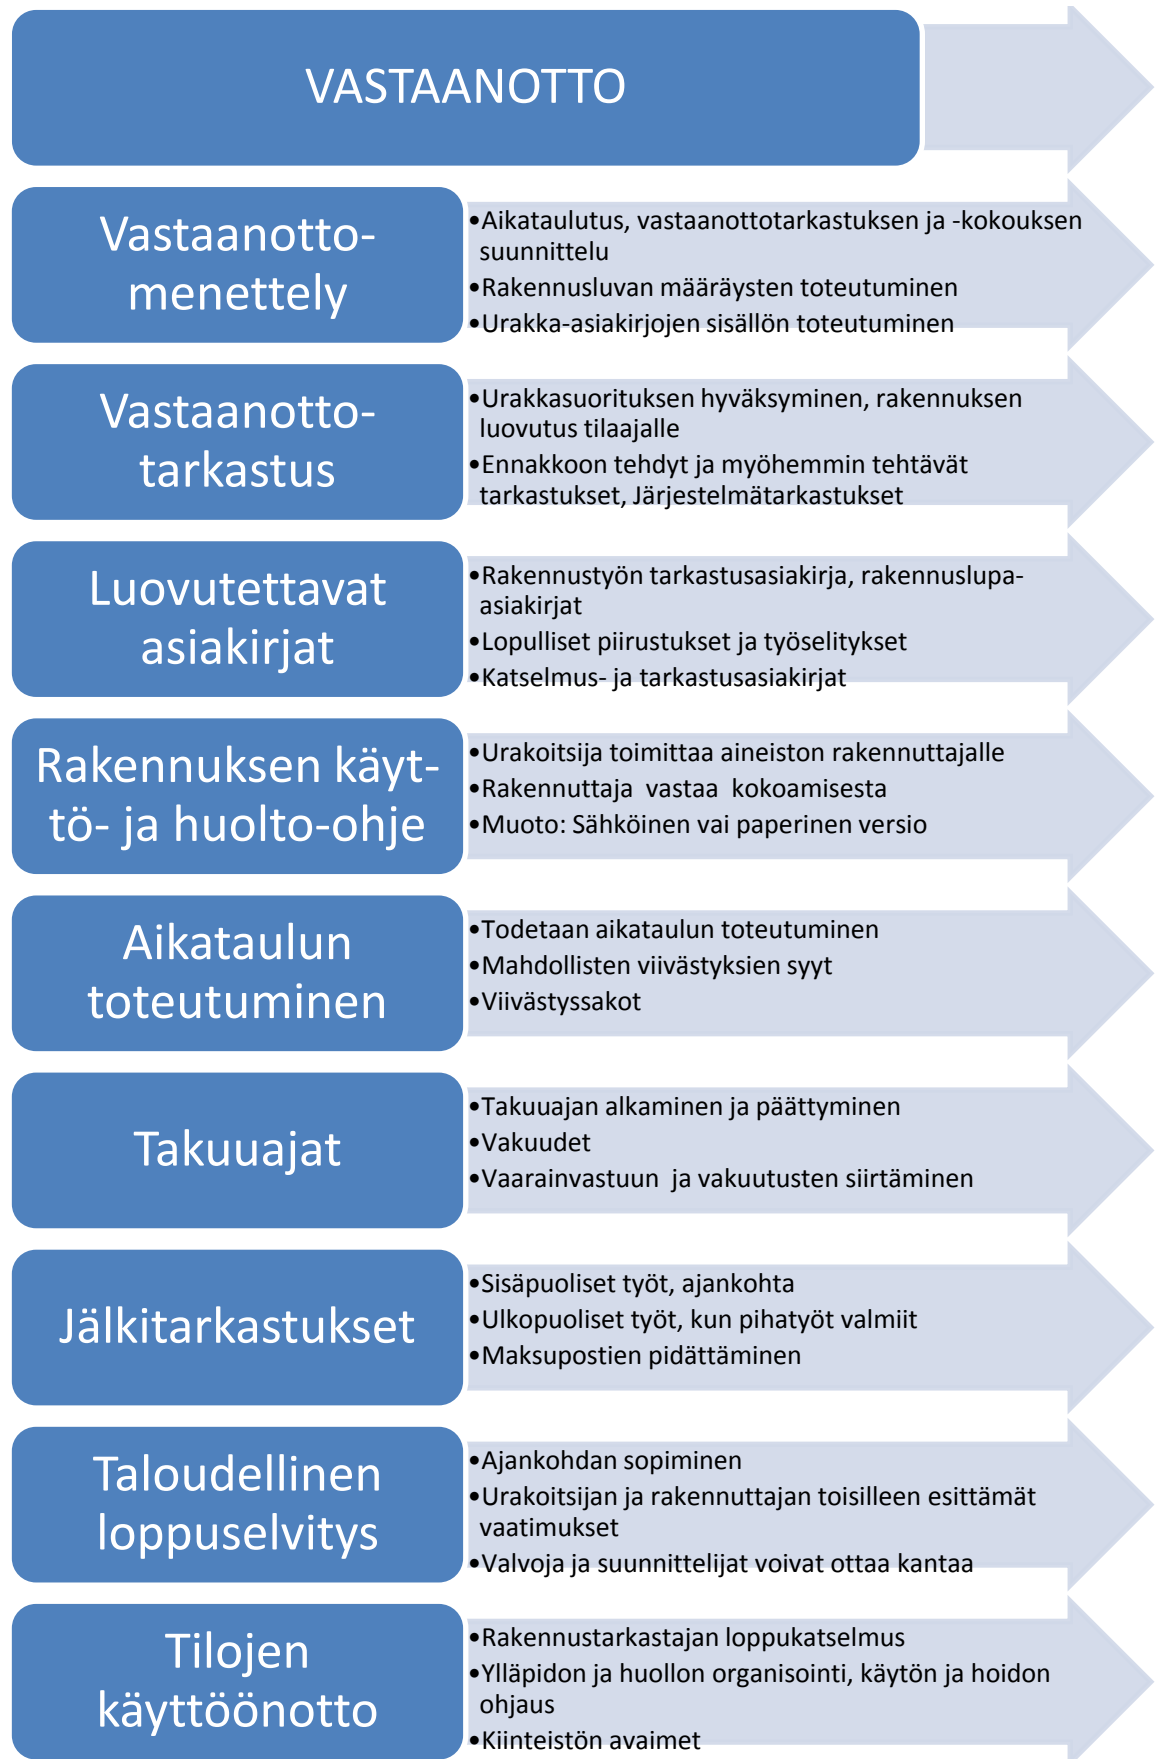 VASTAANOTTO
Vastaanotto-
menettely
•Aikataulutus, vastaanottotarkastuksen ja -kokouksen
suunnittelu
•Rakennusluvan määräysten toteutuminen
•Urakka-asiakirjojen sisällön toteutuminen
Vastaanotto-
tarkastus
•Urakkasuorituksen hyväksyminen, rakennuksen
luovutus tilaajalle
•Ennakkoon tehdyt ja myöhemmin tehtävät
tarkastukset, Järjestelmätarkastukset
Luovutettavat
asiakirjat
•Rakennustyön tarkastusasiakirja, rakennuslupa-
asiakirjat
•Lopulliset piirustukset ja työselitykset
•Katselmus- ja tarkastusasiakirjat
Rakennuksen käyt-
tö- ja huolto-ohje
•Urakoitsija toimittaa aineiston rakennuttajalle
•Rakennuttaja vastaa kokoamisesta
•Muoto: Sähköinen vai paperinen versio
Aikataulun
toteutuminen
•Todetaan aikataulun toteutuminen
•Mahdollisten viivästyksien syyt
•Viivästyssakot
Takuuajat
•Takuuajan alkaminen ja päättyminen
•Vakuudet
•Vaarainvastuun ja vakuutusten siirtäminen
Jälkitarkastukset
•Sisäpuoliset työt, ajankohta
•Ulkopuoliset työt, kun pihatyöt valmiit
•Maksupostien pidättäminen
Taloudellinen
loppuselvitys
•Ajankohdan sopiminen
•Urakoitsijan ja rakennuttajan toisilleen esittämät
vaatimukset
•Valvoja ja suunnittelijat voivat ottaa kantaa
Tilojen
käyttöönotto
•Rakennustarkastajan loppukatselmus
•Ylläpidon ja huollon organisointi, käytön ja hoidon
ohjaus
•Kiinteistön avaimet